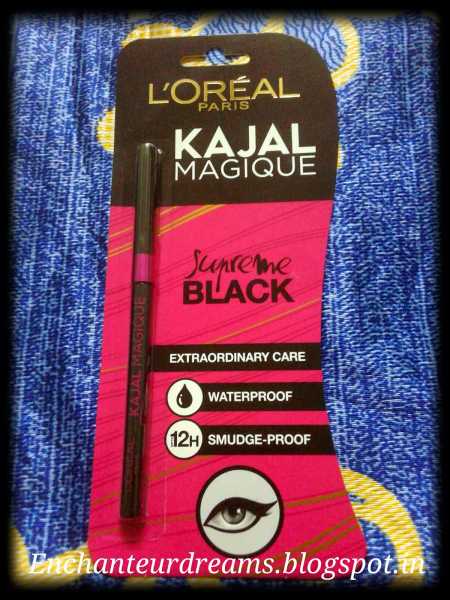 L'ORÉAL
PARIS
KAJAL
MAGIQUE
Supreme
BLACK
EXTRAORDINARY CARE
WATERPROOF
12H SMUDGE-PROOF
L'ORÉAL KAJAL MAGIQUE
Enchanteurdreams.blogspot.in